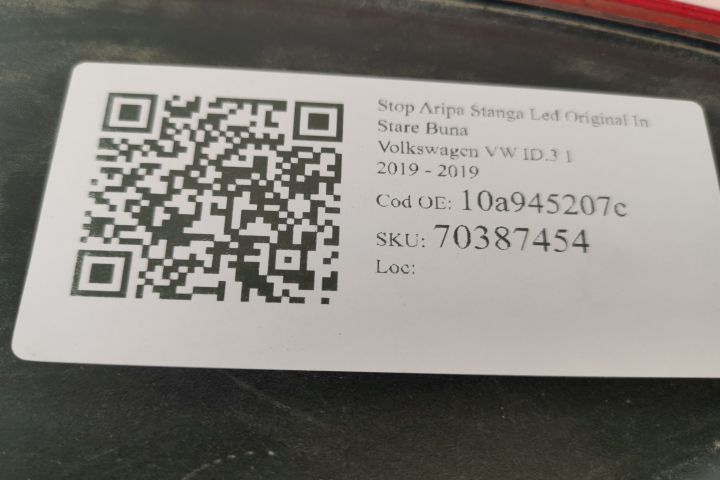 Stop Aripa Stanga Led Original In
Stare Buna
Volkswagen VW ID.3 1
2019 - 2019
Cod OE: 10a945207c
SKU: 70387454
Loc: